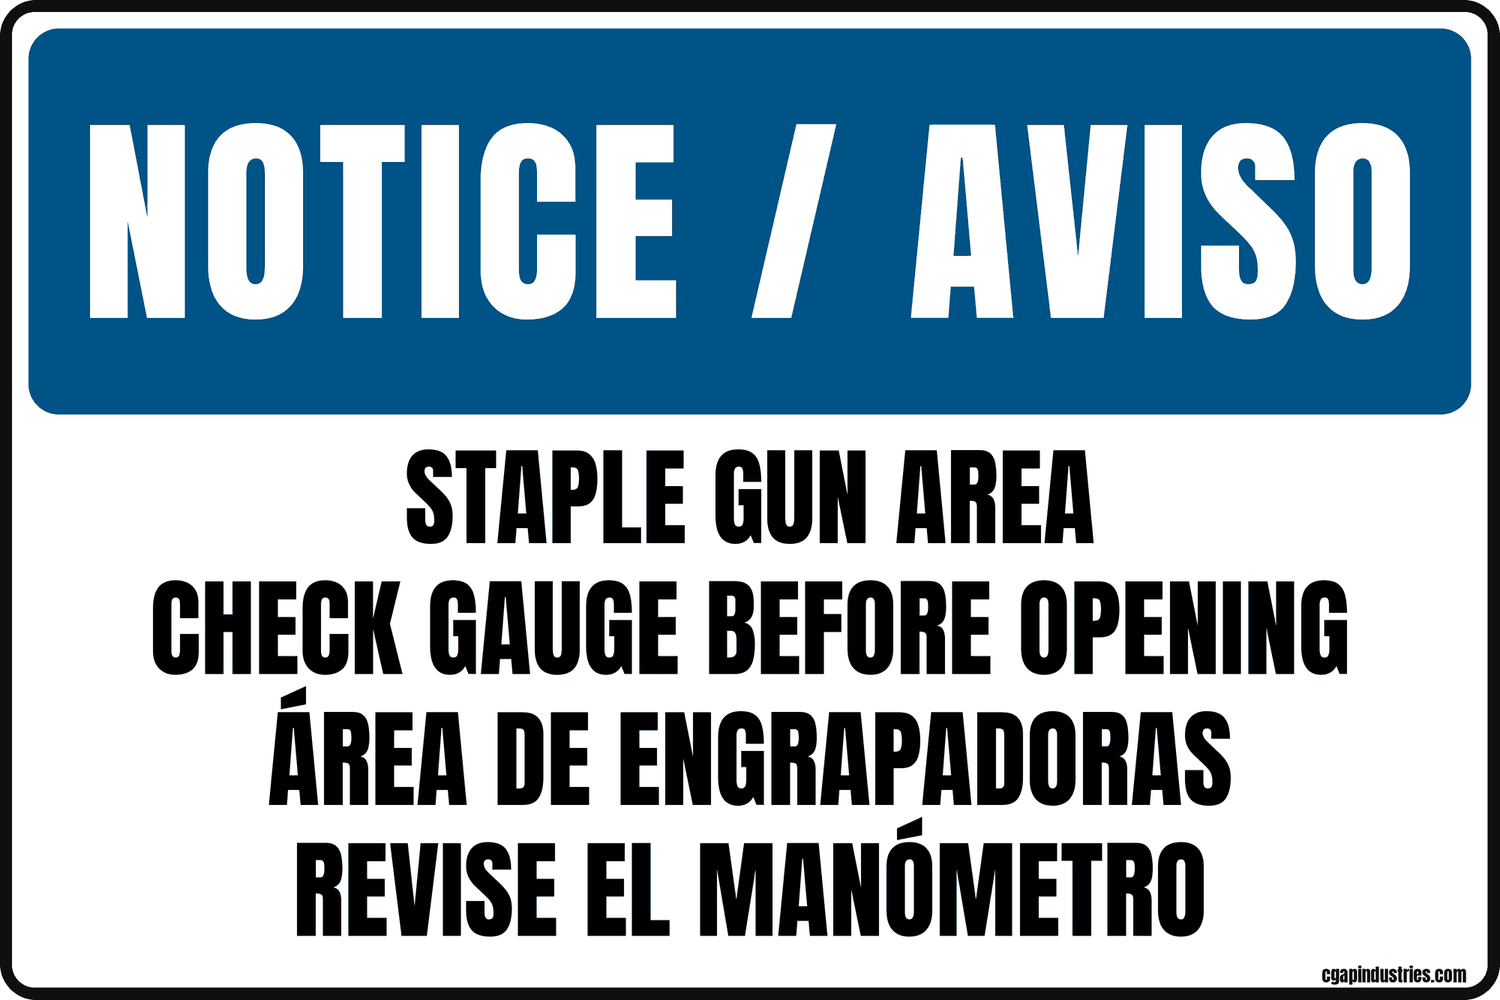 NOTICE / AVISO
STAPLE GUN AREA
CHECK GAUGE BEFORE OPENING
ÁREA DE ENGRAPADORAS
REVISE EL MANÓMETRO
cgapindustries.com